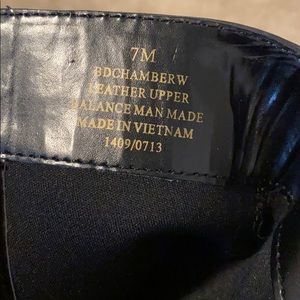 7M
BDCHAMBERW
LEATHER UPPER
BALANCE MAN MADE
MADE IN VIETNAM
1409/0713